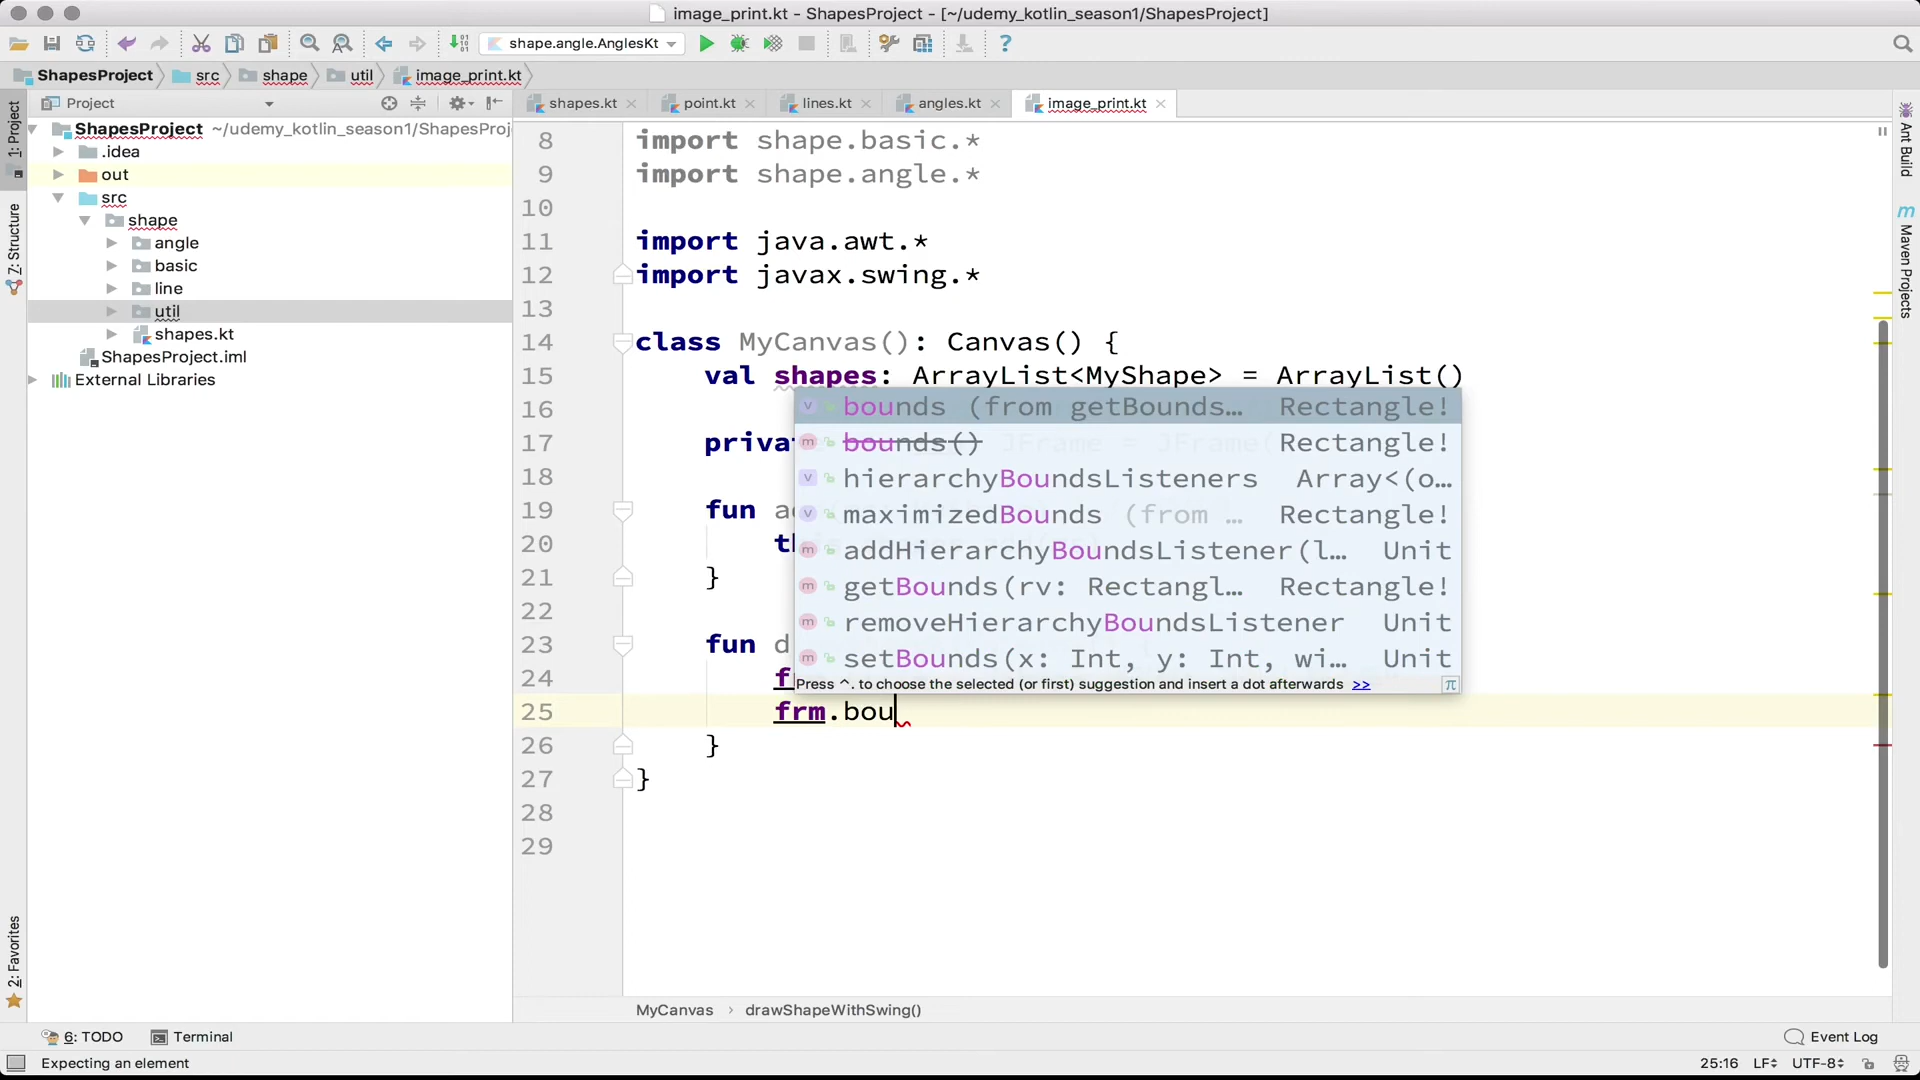 image_print.kt - ShapesProject - [~/udemy_kotlin_season1/ShapesProject]
shape.angle.AnglesKt
ShapesProject src shape util image_print.kt
Project
shapes.kt point.kt lines.kt angles.kt image_print.kt
1: Project
Z: Structure
2: Favorites
ShapesProject ~/udemy_kotlin_season1/ShapesProj
.idea
out
src
shape
angle
basic
line
util
shapes.kt
ShapesProject.iml
External Libraries
8 import shape.basic.*
9 import shape.angle.*
10
11 import java.awt.*
12 import javax.swing.*
13
14 class MyCanvas(): Canvas() {
15 val shapes: ArrayList<MyShape> = ArrayList()
16
17 privat
18
19 fun a
20 th
21 }
22
23 fun d
24 f
25 frm.bou
26 }
27 }
28
29
bounds (from getBounds… Rectangle!
bounds() Rectangle!
hierarchyBoundsListeners Array<(o…
maximizedBounds (from … Rectangle!
addHierarchyBoundsListener(l… Unit
getBounds(rv: Rectangl… Rectangle!
removeHierarchyBoundsListener Unit
setBounds(x: Int, y: Int, wi… Unit
Press ^. to choose the selected (or first) suggestion and insert a dot afterwards >>
π
Ant Build
m Maven Projects
MyCanvas › drawShapeWithSwing()
6: TODO Terminal Event Log
Expecting an element 25:16 LF UTF-8